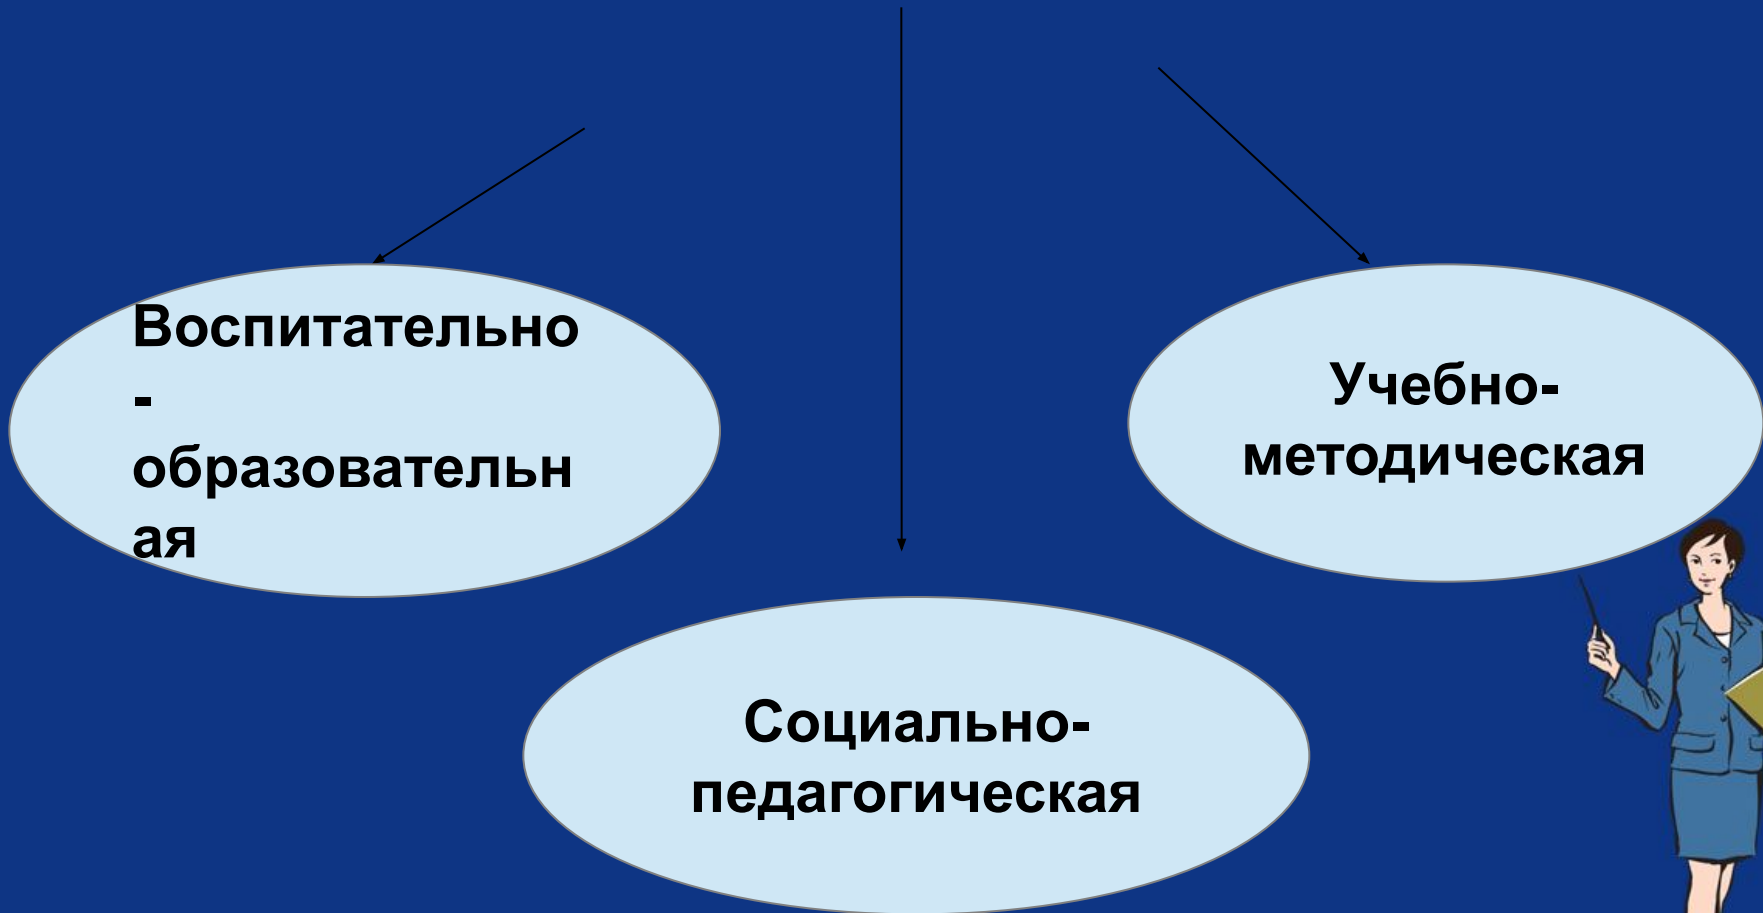 Воспитательно
-
образовательн
ая
Учебно-
методическая
Социально-
педагогическая